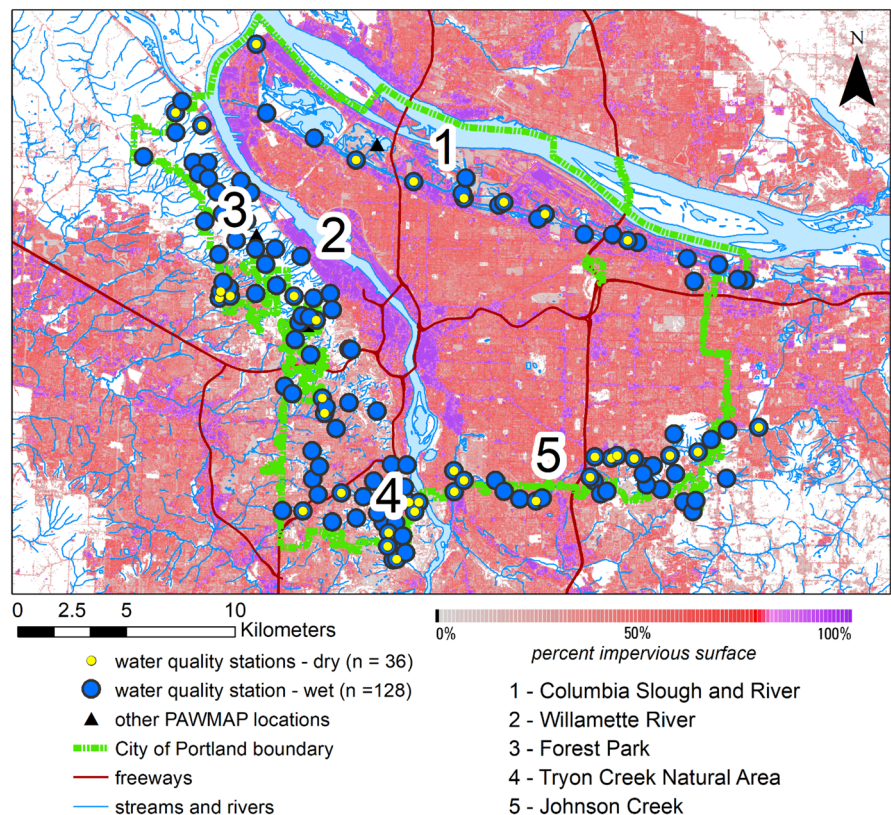 N
1
2
3
5
4
0 2.5 5 10
Kilometers
0% 50% 100%
percent impervious surface
water quality stations - dry (n = 36)
water quality station - wet (n =128)
other PAWMAP locations
City of Portland boundary
freeways
streams and rivers
1 - Columbia Slough and River
2 - Willamette River
3 - Forest Park
4 - Tryon Creek Natural Area
5 - Johnson Creek